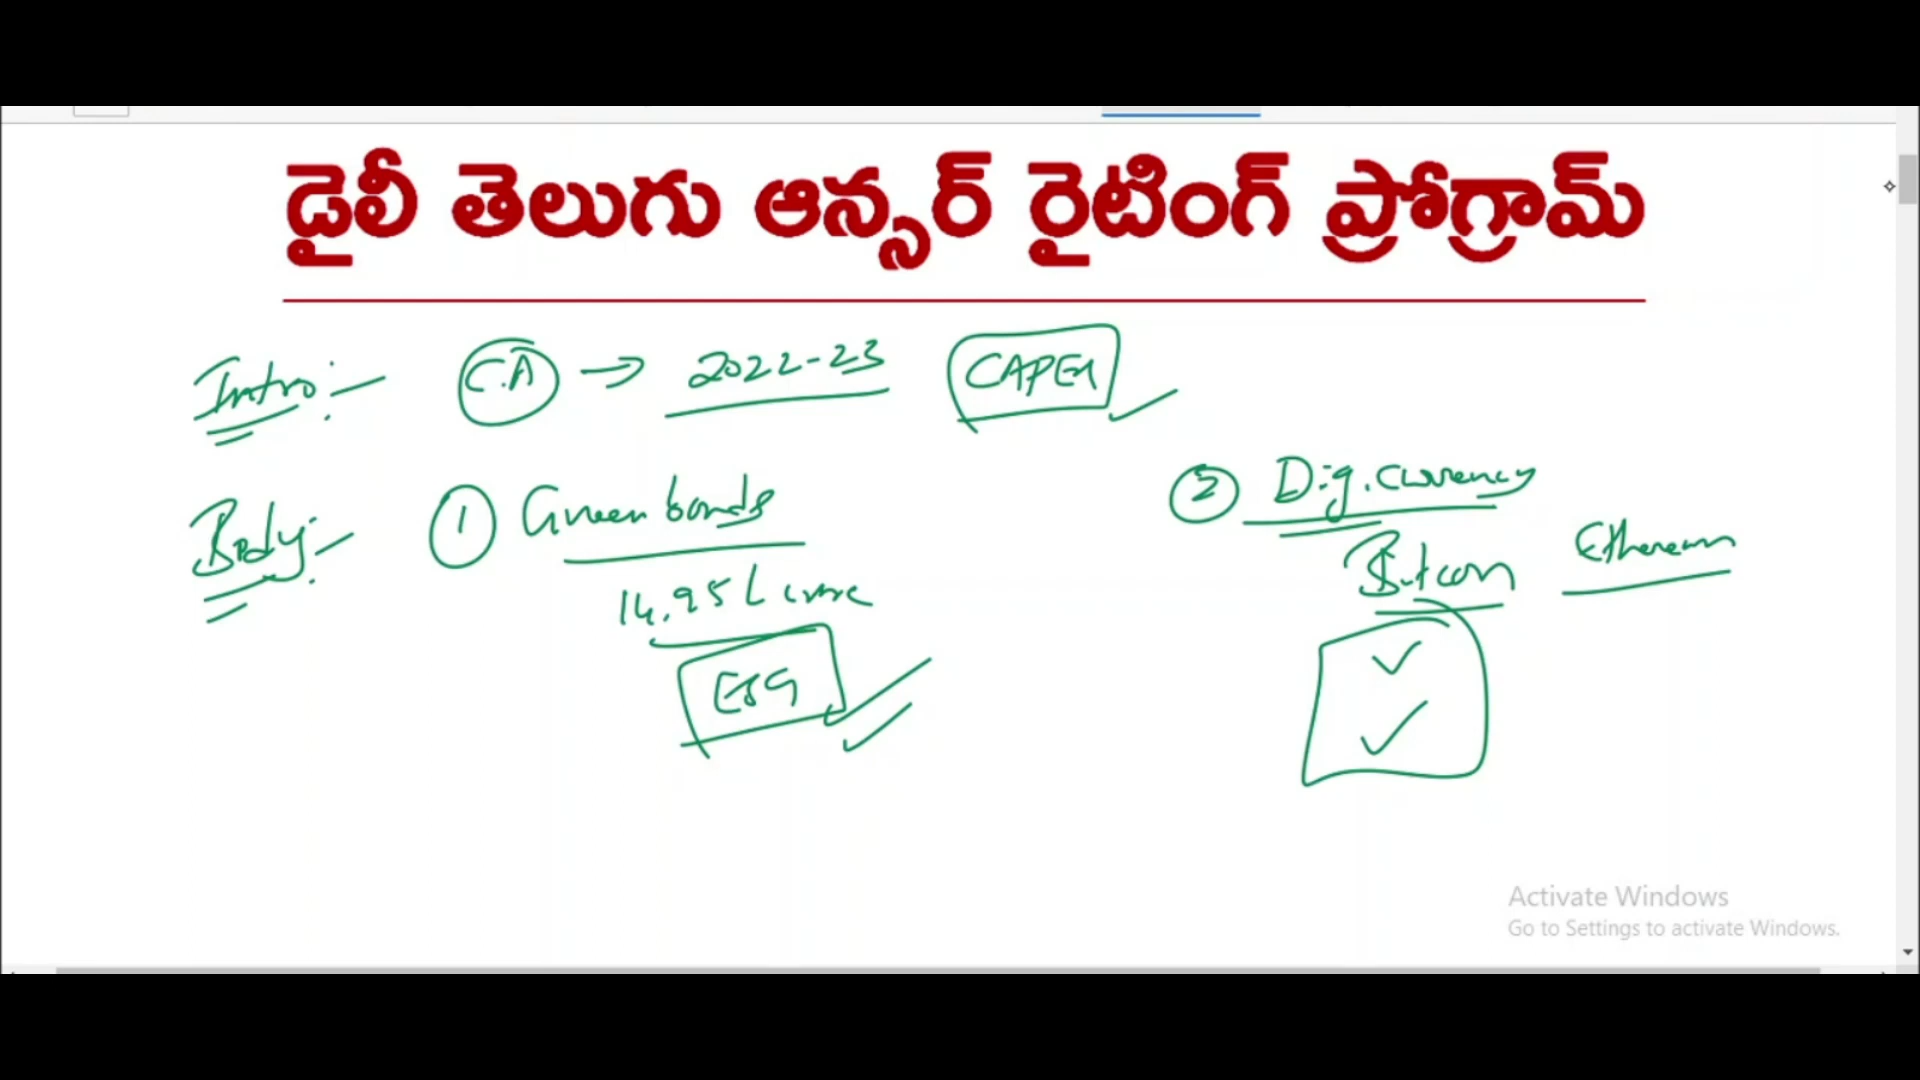 డైలీ తెలుగు ఆన్సర్ రైటింగ్ ప్రోగ్రామ్
Intro:- C.A → 2022-23 CAPEX
Body:- 1 Green bonds
14.95 L crore
ESG
2 Dig. Currency
Bitcoin Ethereum
Activate Windows
Go to Settings to activate Windows.